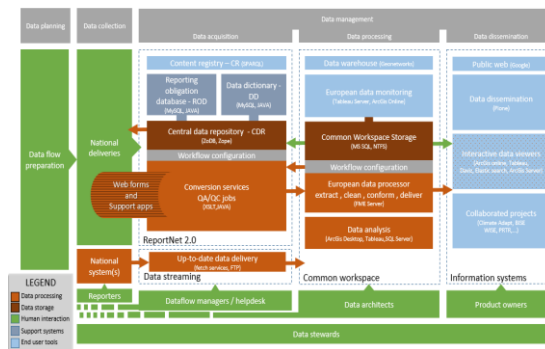 Data management
Data planning
Data collection
Data acquisition
Data processing
Data dissemination
Data flow
preparation
National
deliveries
Web forms
and
Support apps
National
system(s)
Reporters
Content registry – CR (SPARQL)
Reporting
obligation
database - ROD
(MySQL, JAVA)
Data dictionary -
DD
(MySQL, JAVA)
Central data repository - CDR
(ZoDB, Zope)
Workflow configuration
Conversion services
QA/QC jobs
(XSLT, JAVA)
ReportNet 2.0
Up-to-date data delivery
(fetch services, FTP)
Data streaming
Dataflow managers / helpdesk
Data warehouse (Geonetworks)
European data monitoring
(Tableau Server, ArcGis Online)
Common Workspace Storage
(MS SQL, NTFS)
Workflow configuration
European data processor
extract , clean , conform , deliver
(FME Server)
Data analysis
(ArcGis Desktop, Tableau,SQL Server)
Common workspace
Data architects
Public web (Google)
Data dissemination
(Plone)
Interactive data viewers
Collaborated projects
Information systems
Product owners
Data stewards
LEGEND
Data processing
Data storage
Human interaction
Support systems
End user tools